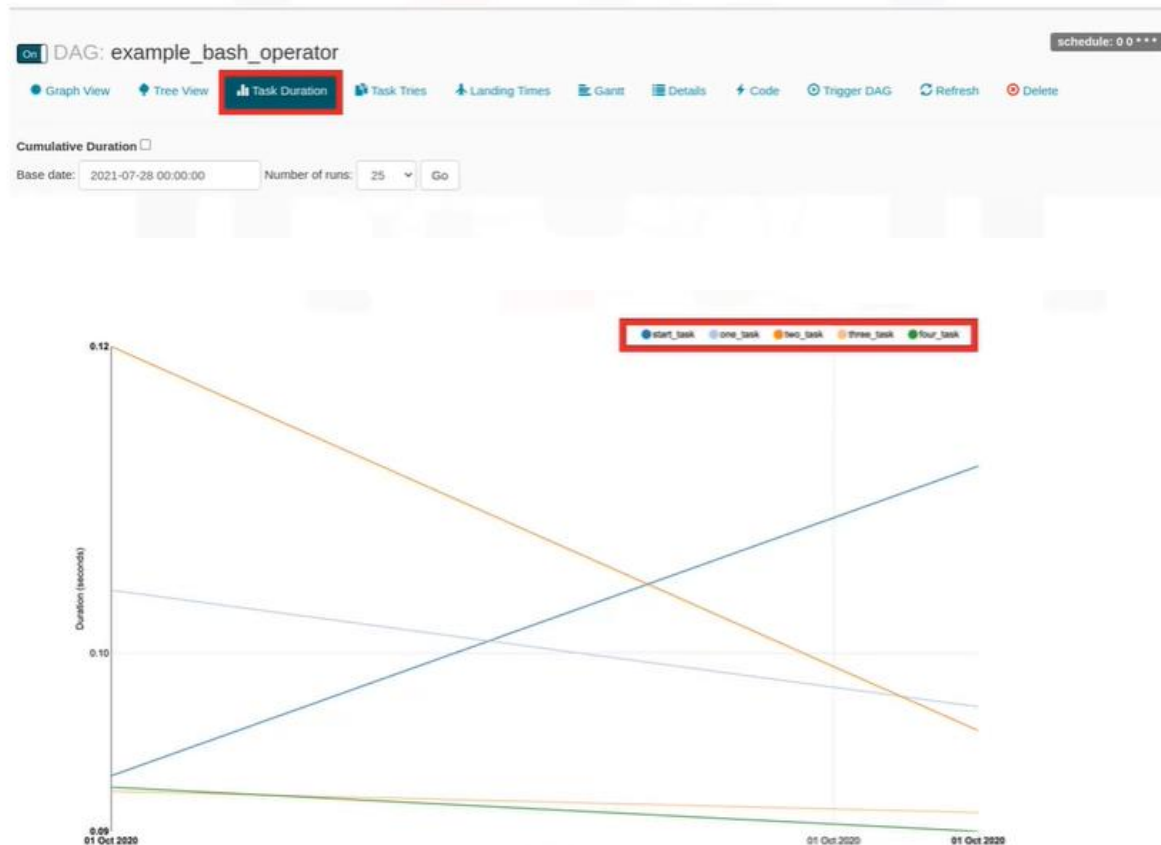 On DAG: example_bash_operator
schedule: 0 0 * * *
Graph View Tree View Task Duration Task Tries Landing Times Gantt Details Code Trigger DAG Refresh Delete
Cumulative Duration
Base date: 2021-07-28 00:00:00 Number of runs: 25 Go
start_task one_task two_task three_task four_task
0.12
Duration (seconds)
0.10
0.09
01 Oct 2020 01 Oct 2020 01 Oct 2020